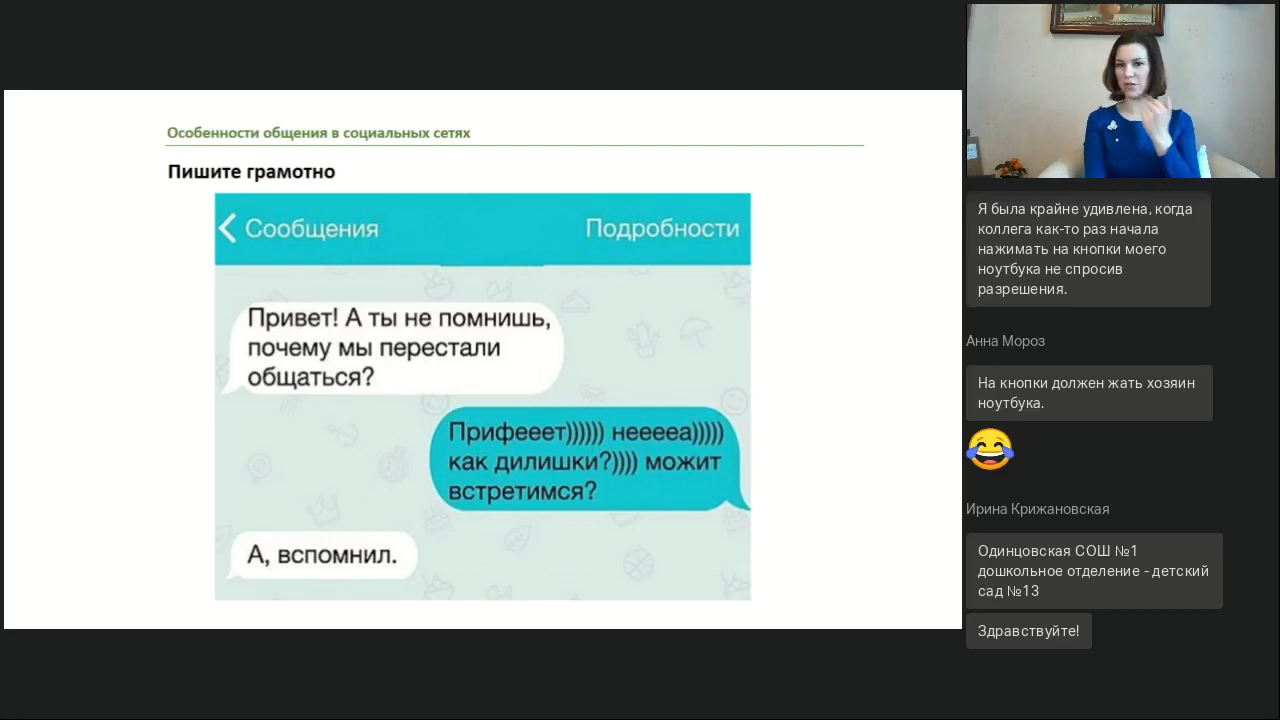 Особенности общения в социальных сетях
Пишите грамотно
Сообщения
Подробности
Привет! А ты не помнишь,
почему мы перестали
общаться?
Прифееет)))))) неееea)))))
как дилишки?)))) можит
встретимся?
А, вспомнил.
Я была крайне удивлена, когда
коллега как-то раз начала
нажимать на кнопки моего
ноутбука не спросив
разрешения.
Анна Мороз
На кнопки должен жать хозяин
ноутбука.
Ирина Крижановская
Одинцовская СОШ №1
дошкольное отделение - детский
сад №13
Здравствуйте!